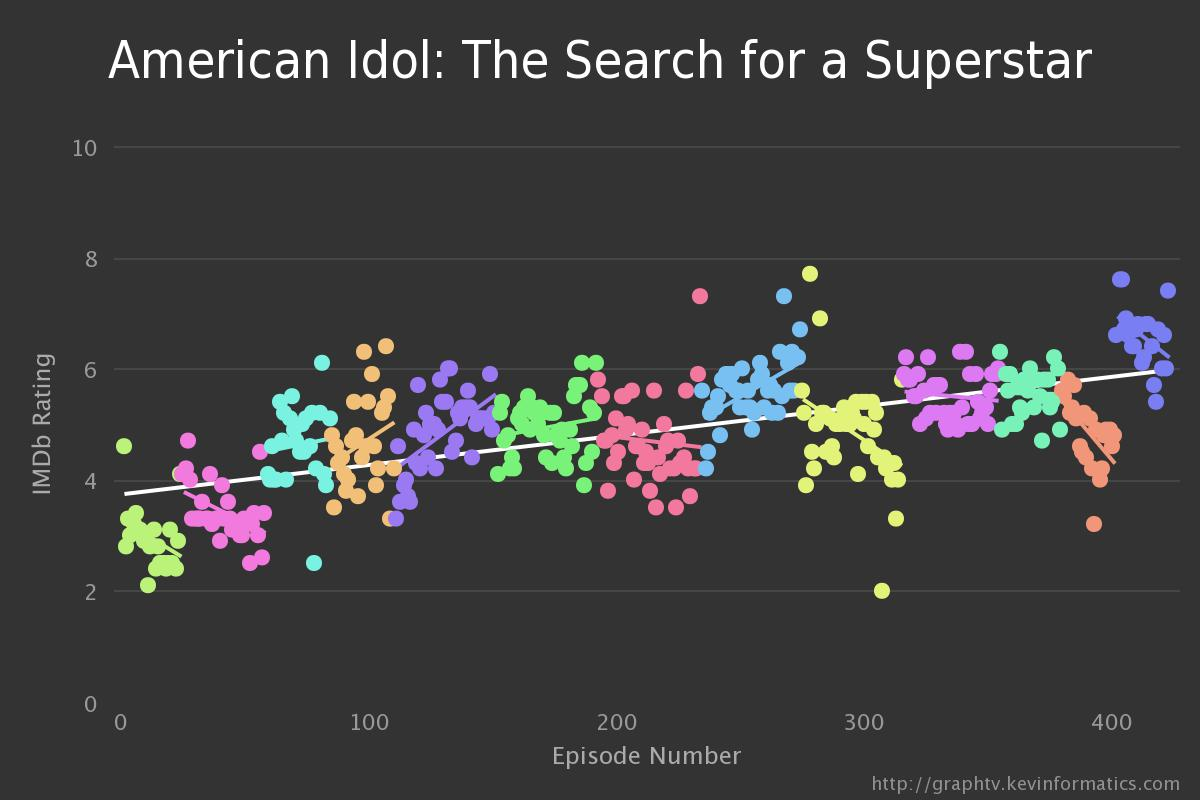 American Idol: The Search for a Superstar
10
8
6
4
2
0
IMDb Rating
0 100 200 300 400
Episode Number
http://graphtv.kevinformatics.com